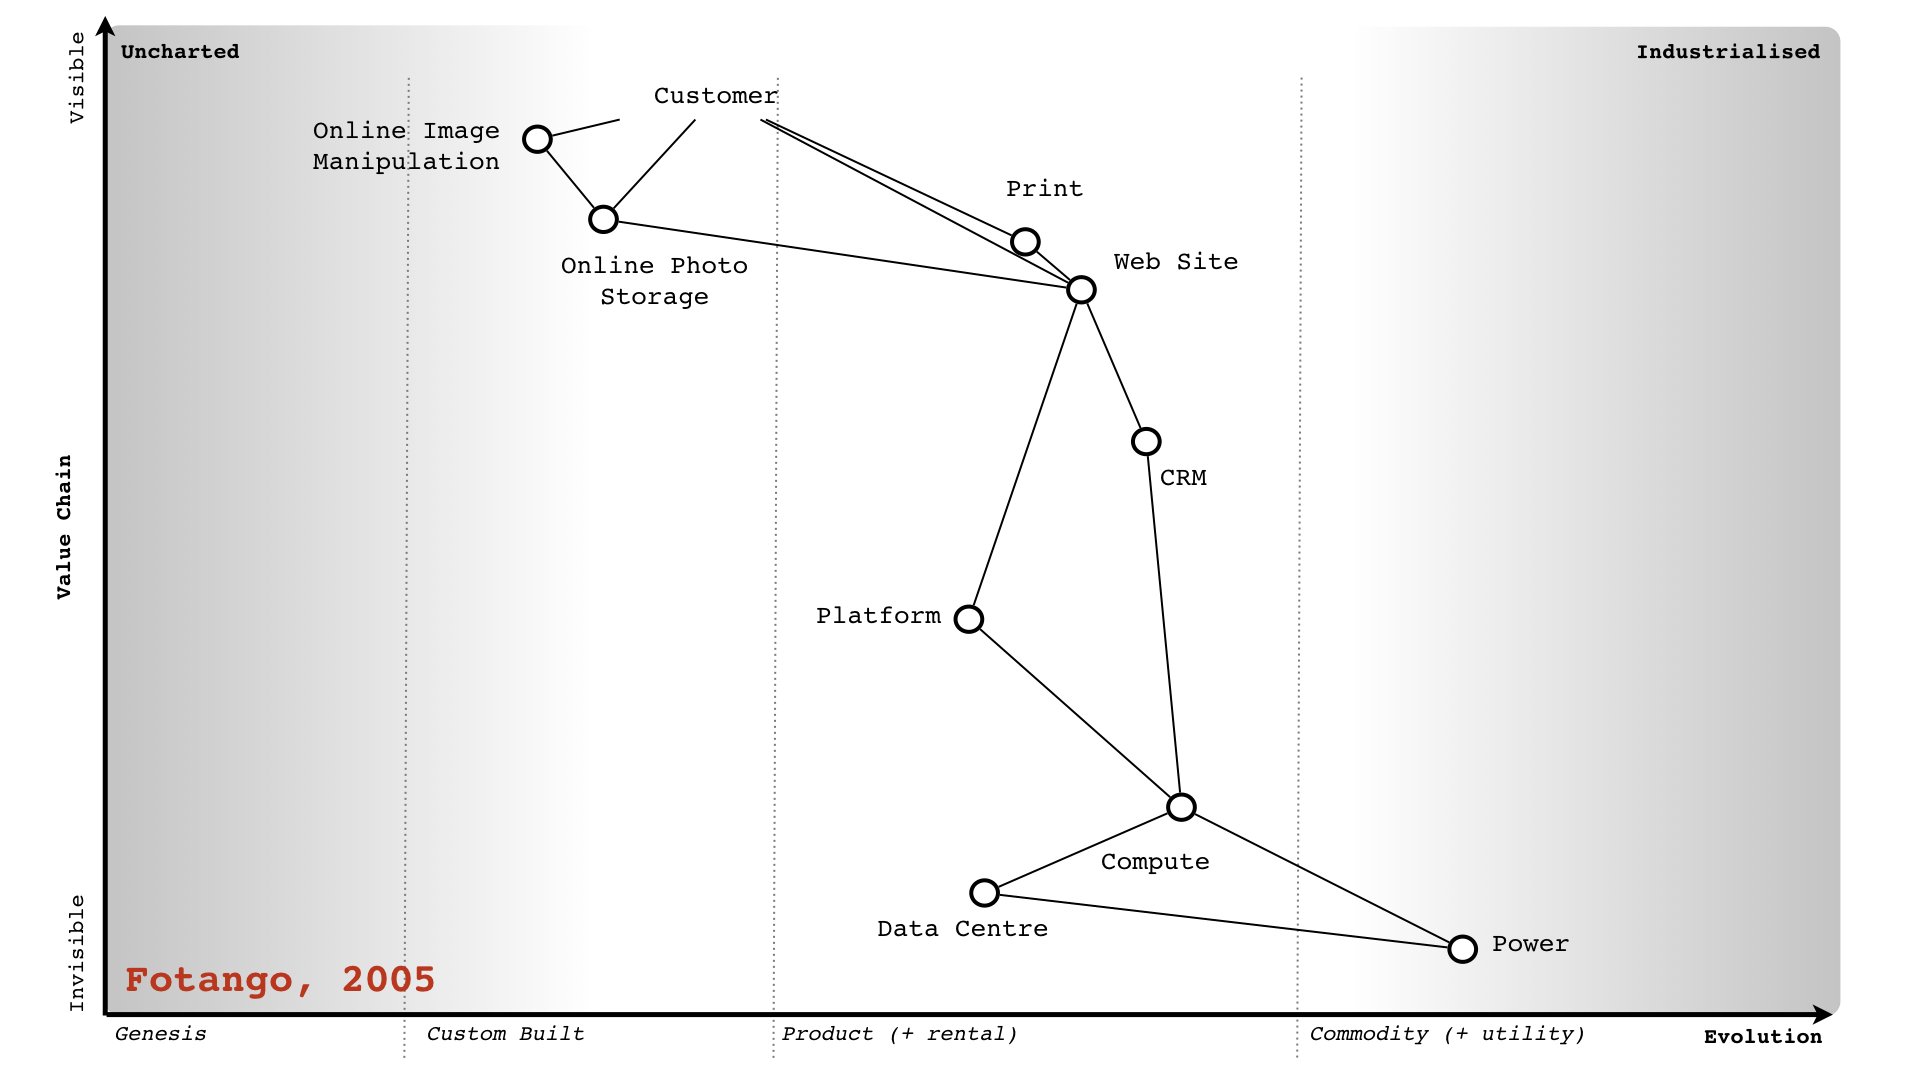 Visible
Uncharted
Industrialised
Customer
Online Image
Manipulation
Print
Web Site
Online Photo
Storage
CRM
Value Chain
Platform
Compute
Data Centre
Power
Invisible
Fotango, 2005
Genesis
Custom Built
Product (+ rental)
Commodity (+ utility)
Evolution